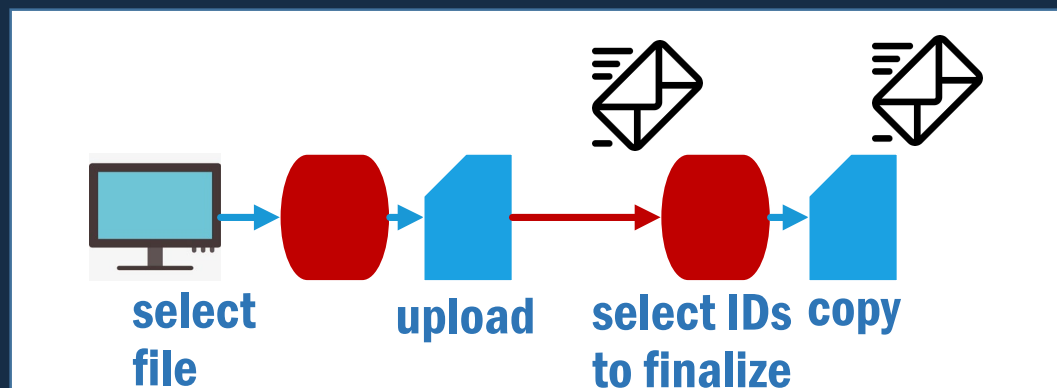 select
file
upload
select IDs
to finalize
copy